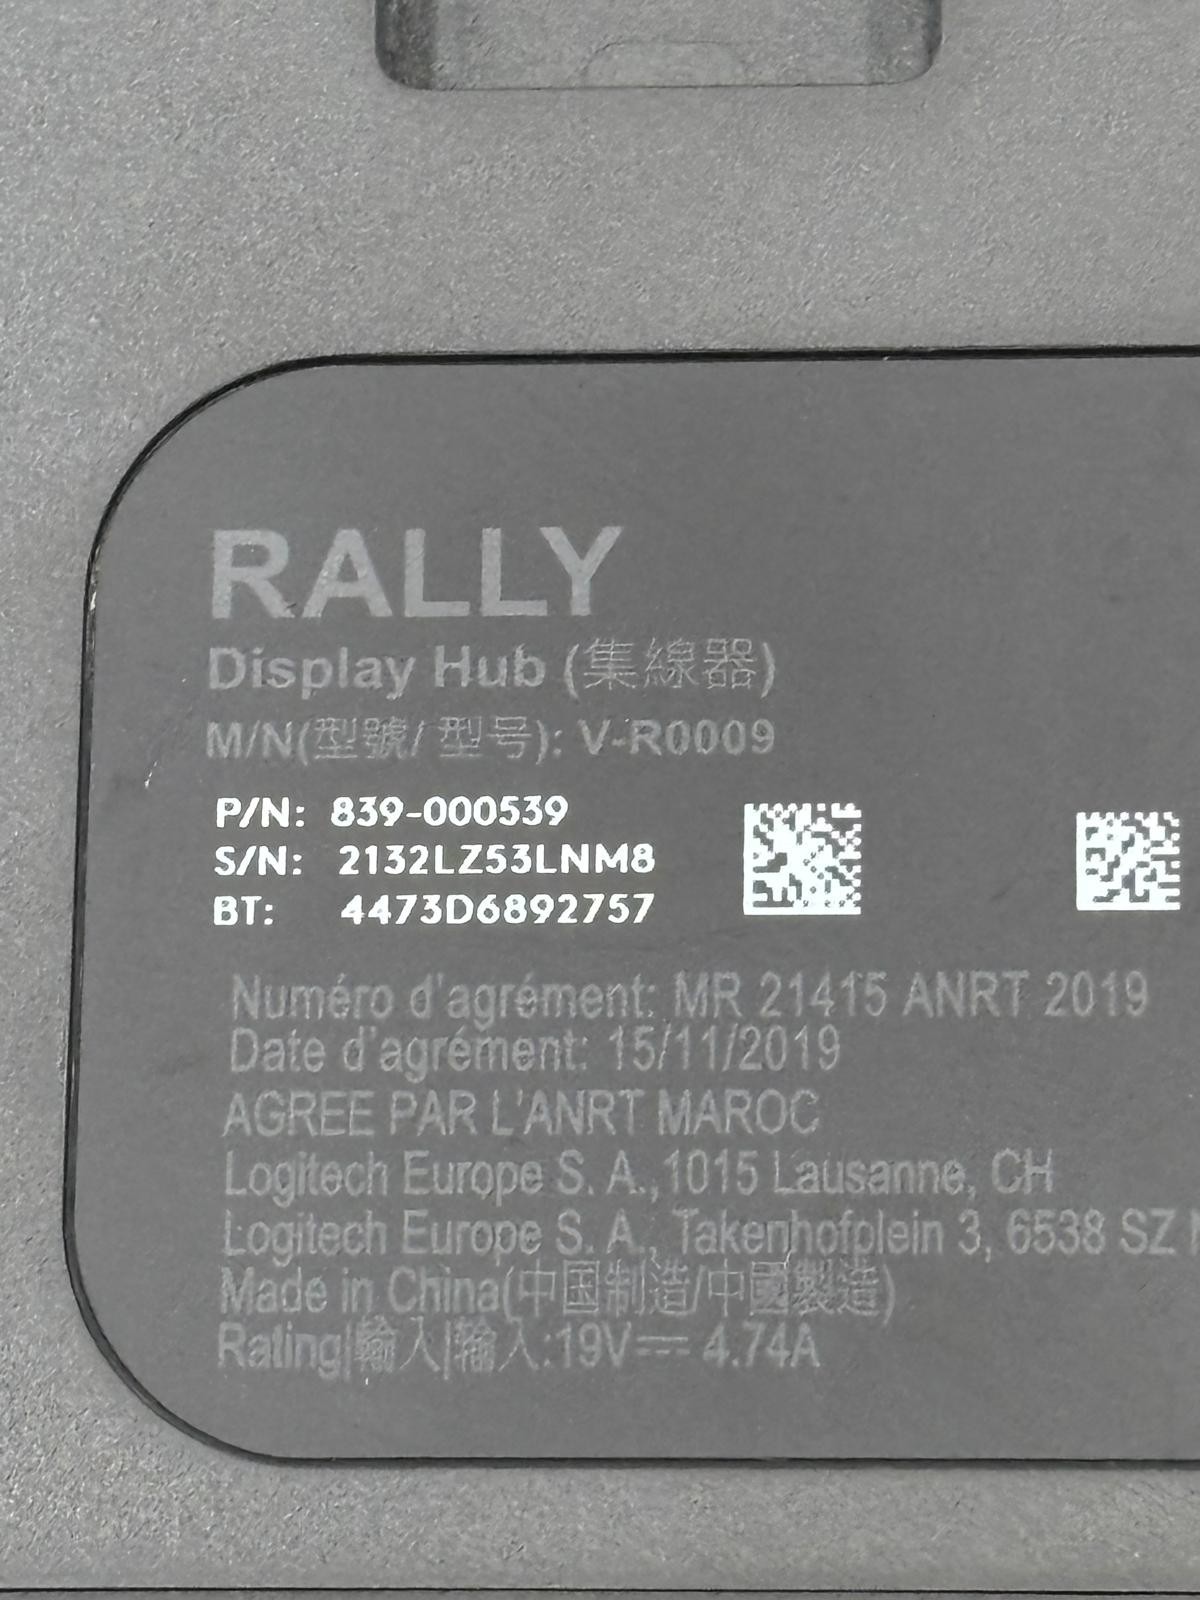 RALLY
Display Hub (集線器)
M/N(型號/ 型号): V-R0009
P/N: 839-000539
S/N: 2132LZ53LNM8
BT: 4473D6892757
Numéro d'agrément: MR 21415 ANRT 2019
Date d'agrément: 15/11/2019
AGREE PAR L'ANRT MAROC
Logitech Europe S. A.,1015 Lausanne, CH
Logitech Europe S. A., Takenhofplein 3, 6538 SZ
Made in China(中国制造/中國製造)
Rating|輸入|输入:19V⎓ 4.74A